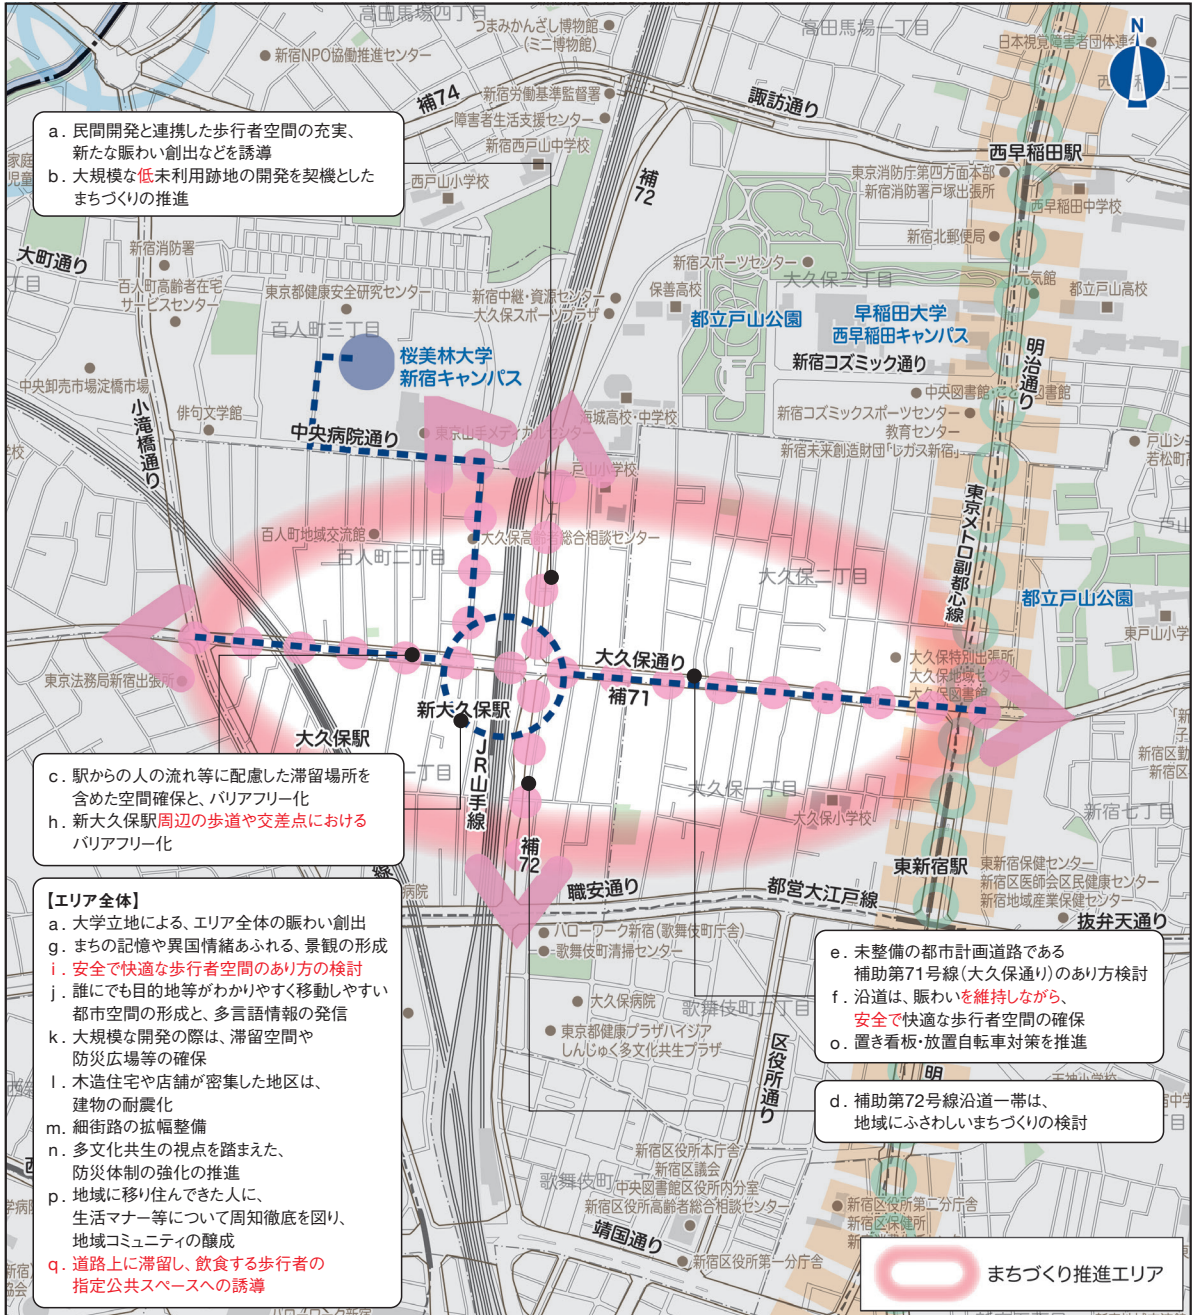 高田馬場四丁目
つまみかんざし博物館
(ミニ博物館)
高田馬場一丁目
日本視覚障害者団体連合
N
新宿NPO協働推進センター
補74
新宿労働基準監督署
障害者生活支援センター
諏訪通り
新宿西戸山中学校
西早稲田駅
a. 民間開発と連携した歩行者空間の充実、
新たな賑わい創出などを誘導
b. 大規模な低未利用跡地の開発を契機とした
まちづくりの推進
西戸山小学校
補72
東京消防庁第四方面本部
新宿消防署戸塚出張所
西早稲田中学校
新宿北郵便局
大町通り
新宿消防署
百人町高齢者在宅
サービスセンター
東京都健康安全研究センター
百人町三丁目
新宿スポーツセンター
大久保三丁目
元気館
都立戸山高校
新宿中継・資源センター
大久保スポーツプラザ
保善高校
都立戸山公園
早稲田大学
西早稲田キャンパス
新宿コズミック通り
明治通り
桜美林大学
新宿キャンパス
中央卸売市場淀橋市場
小滝橋通り
俳句文学館
中央病院通り
東京山手メディカルセンター
海城高校・中学校
中央図書館・こども図書館
新宿コズミックスポーツセンター
教育センター
新宿未来創造財団「レガス新宿」
戸山小学校
東京メトロ副都心線
百人町地域交流館
百人町二丁目
大久保高齢者総合相談センター
大久保二丁目
都立戸山公園
東戸山小学
大久保通り
補71
大久保特別出張所
大久保地域センター
大久保図書館
東京法務局新宿出張所
新大久保駅
大久保駅
JR山手線
c. 駅からの人の流れ等に配慮した滞留場所を
含めた空間確保と、バリアフリー化
h. 新大久保駅周辺の歩道や交差点における
バリアフリー化
一丁目
大久保一丁目
大久保小学校
新宿七丁目
補72
東新宿駅
東新宿保健センター
新宿区医師会区民健康センター
新宿地域産業保健センター
職安通り
都営大江戸線
抜弁天通り
【エリア全体】
a. 大学立地による、エリア全体の賑わい創出
g. まちの記憶や異国情緒あふれる、景観の形成
i. 安全で快適な歩行者空間のあり方の検討
j. 誰にでも目的地等がわかりやすく移動しやすい
都市空間の形成と、多言語情報の発信
k. 大規模な開発の際は、滞留空間や
防災広場等の確保
l. 木造住宅や店舗が密集した地区は、
建物の耐震化
m. 細街路の拡幅整備
n. 多文化共生の視点を踏まえた、
防災体制の強化の推進
p. 地域に移り住んできた人に、
生活マナー等について周知徹底を図り、
地域コミュニティの醸成
q. 道路上に滞留し、飲食する歩行者の
指定公共スペースへの誘導
ハローワーク新宿(歌舞伎町庁舎)
歌舞伎町清掃センター
大久保病院
歌舞伎町二丁目
東京都健康プラザハイジア
しんじゅく多文化共生プラザ
区役所通り
e. 未整備の都市計画道路である
補助第71号線(大久保通り)のあり方検討
f. 沿道は、賑わいを維持しながら、
安全で快適な歩行者空間の確保
o. 置き看板・放置自転車対策を推進
d. 補助第72号線沿道一帯は、
地域にふさわしいまちづくりの検討
新宿区役所本庁舎
新宿区議会
中央図書館区役所内分室
新宿区役所高齢者総合相談センター
歌舞伎町
靖国通り
新宿区役所第一分庁舎
新宿区役所第二分庁舎
新宿区保健所
まちづくり推進エリア